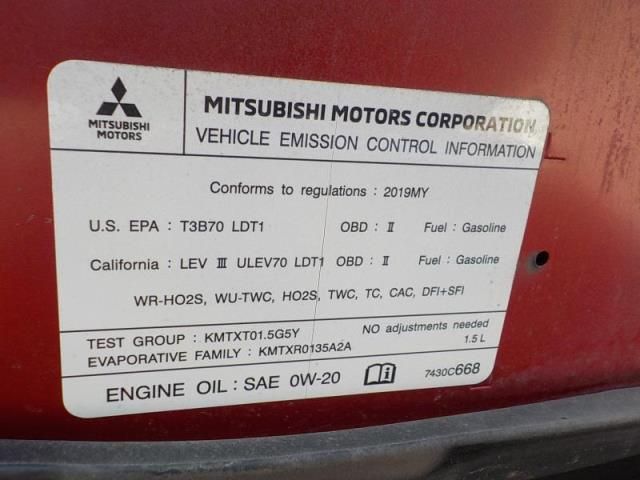 MITSUBISHI MOTORS
MITSUBISHI MOTORS CORPORATION
VEHICLE EMISSION CONTROL INFORMATION
Conforms to regulations : 2019MY
U.S. EPA : T3B70 LDT1 OBD : II Fuel : Gasoline
California : LEV III ULEV70 LDT1 OBD : II Fuel : Gasoline
WR-HO2S, WU-TWC, HO2S, TWC, TC, CAC, DFI+SFI
TEST GROUP : KMTXT01.5G5Y NO adjustments needed
EVAPORATIVE FAMILY : KMTXR0135A2A 1.5 L
ENGINE OIL : SAE 0W-20 7430C668